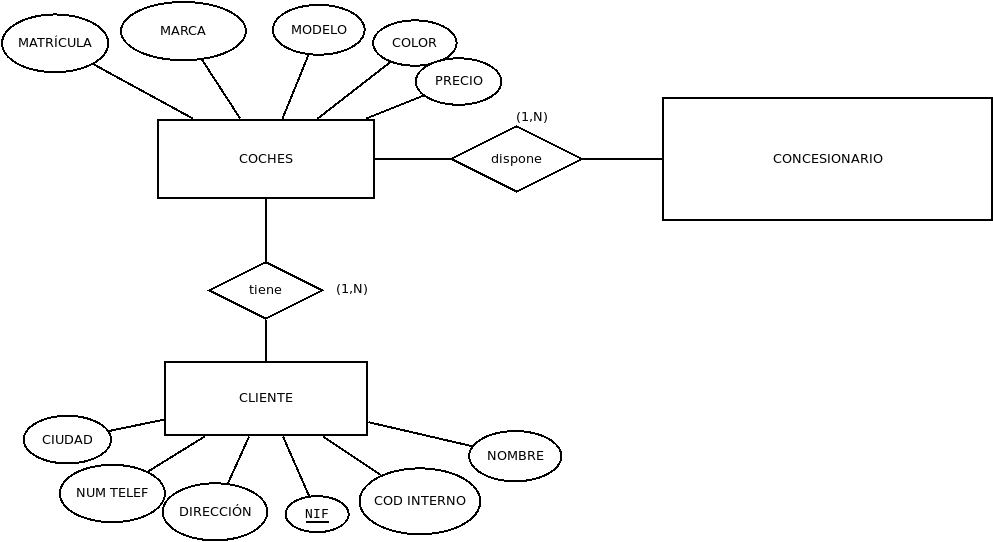 MATRÍCULA
MARCA
MODELO
COLOR
PRECIO
(1,N)
COCHES
dispone
CONCESIONARIO
tiene
(1,N)
CLIENTE
CIUDAD
NOMBRE
NUM TELEF
DIRECCIÓN
NIF
COD INTERNO